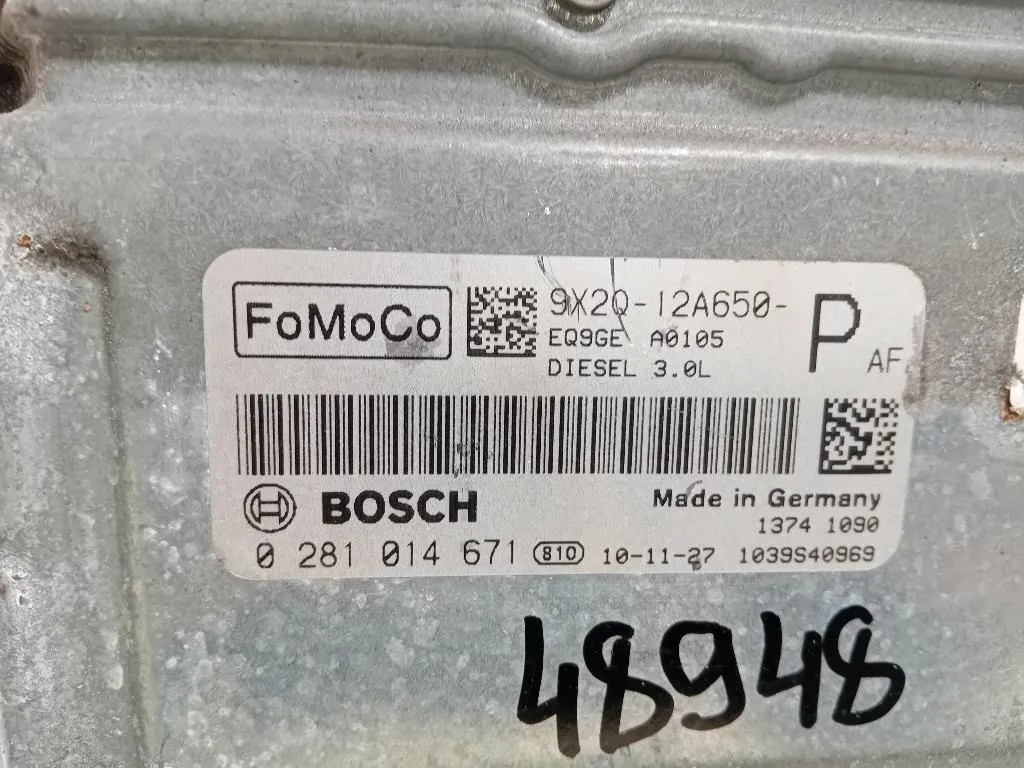 FoMoCo
9X2Q-12A650-
P
EQ9GE A0105
AF
DIESEL 3.0L
BOSCH
Made in Germany
1374 1090
0 281 014 671 810 10-11-27 1039S40969
48948